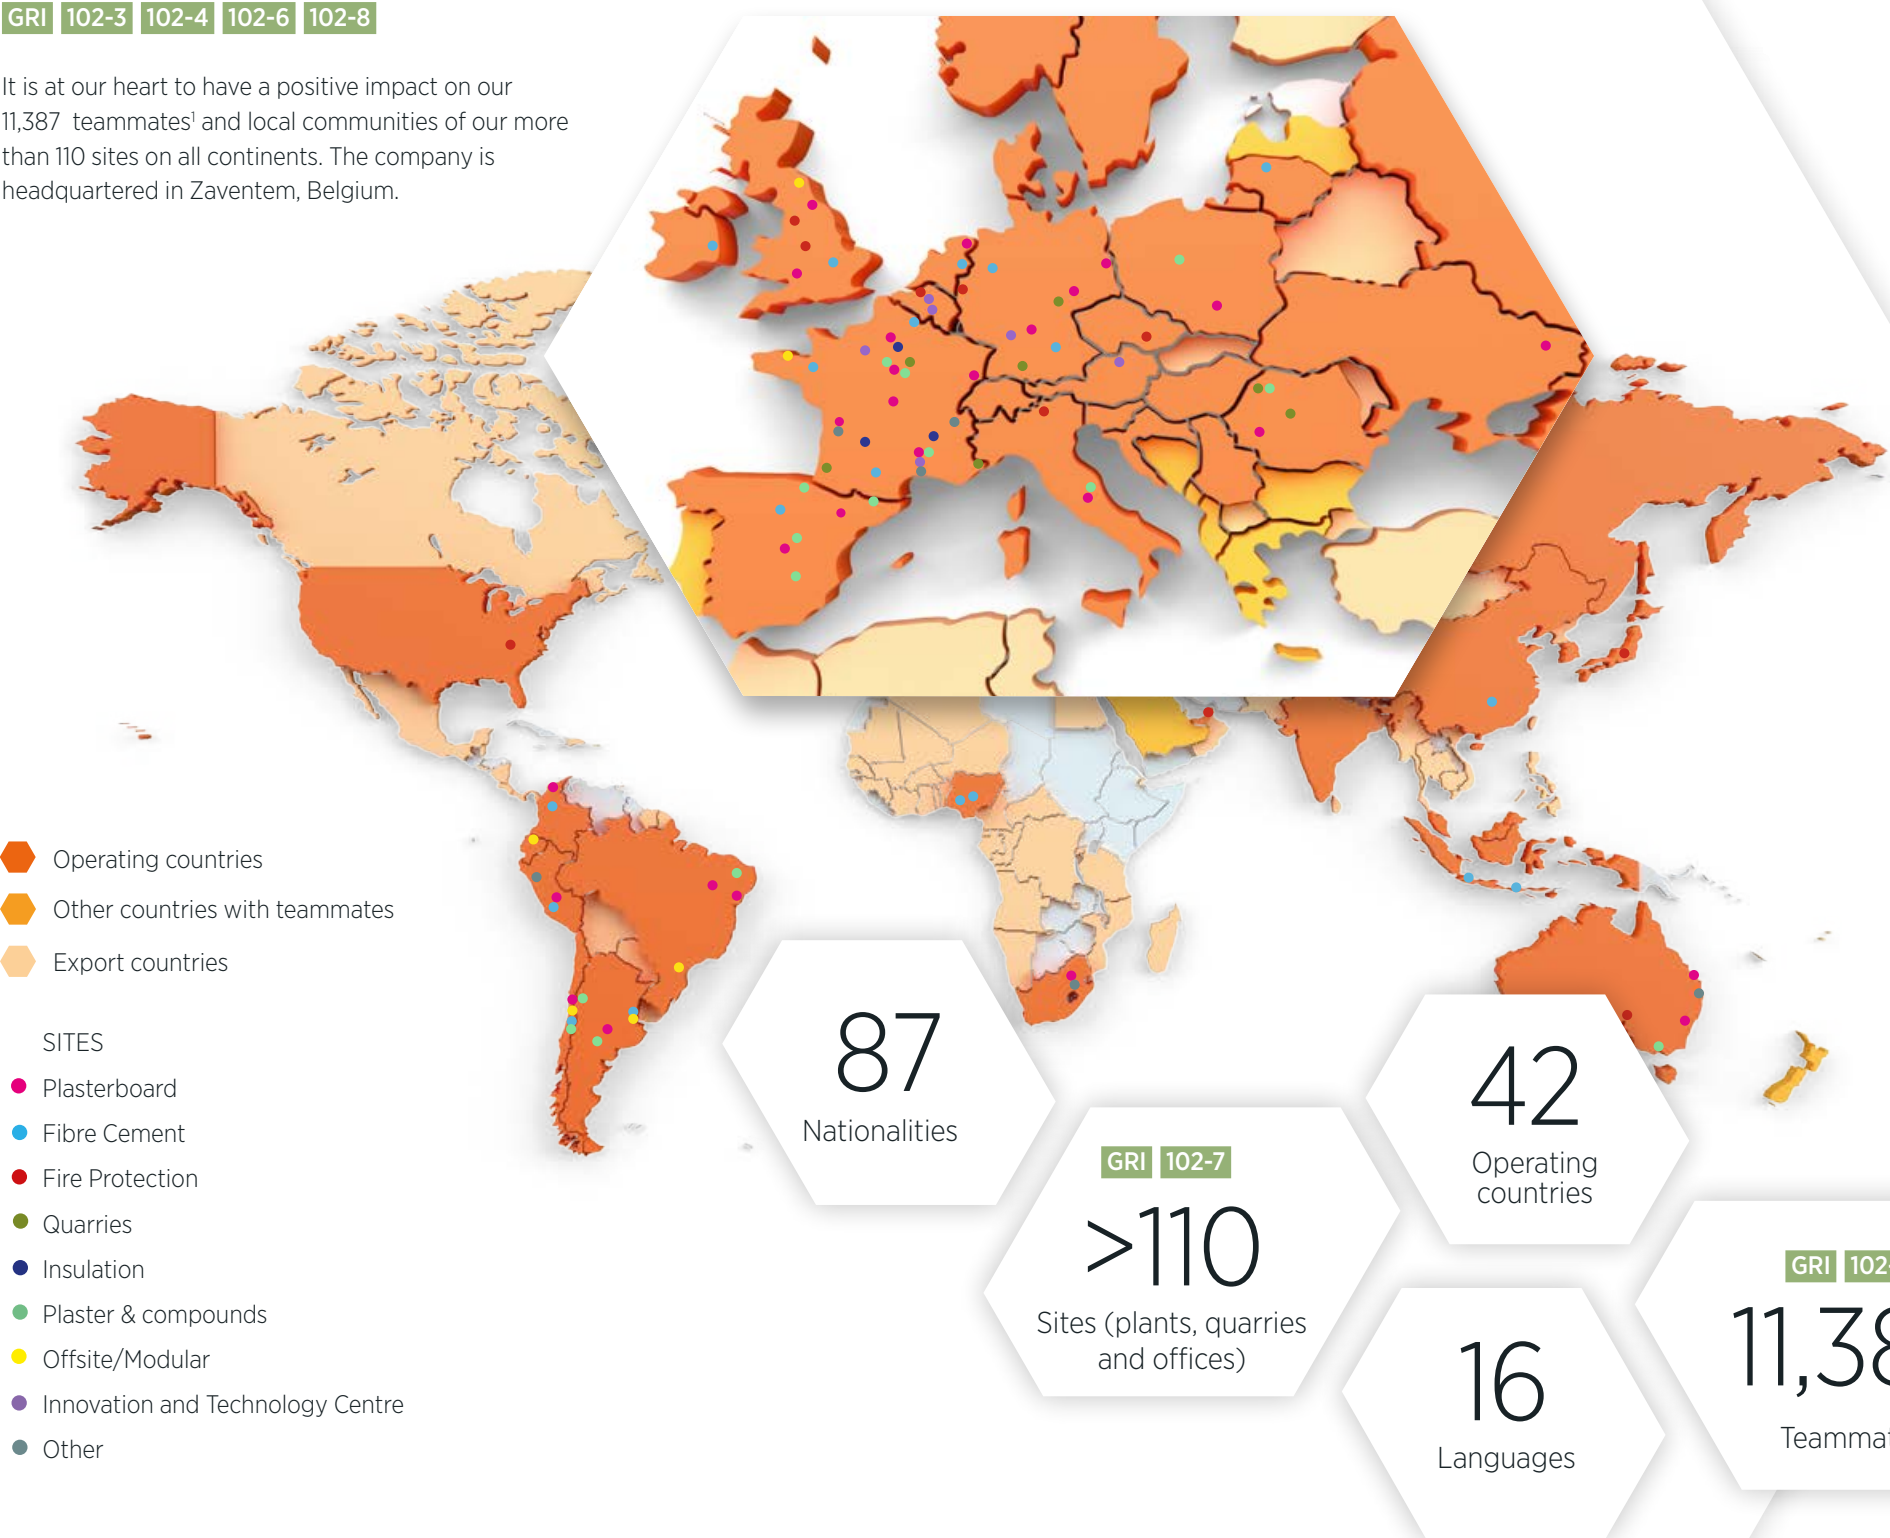 GRI 102-3 102-4 102-6 102-8
It is at our heart to have a positive impact on our
11,387 teammates¹ and local communities of our more
than 110 sites on all continents. The company is
headquartered in Zaventem, Belgium.
Operating countries
Other countries with teammates
Export countries
SITES
Plasterboard
Fibre Cement
Fire Protection
Quarries
Insulation
Plaster & compounds
Offsite/Modular
Innovation and Technology Centre
Other
87
Nationalities
GRI 102-7
>110
Sites (plants, quarries
and offices)
42
Operating
countries
16
Languages
GRI 102-
11,38
Teammat